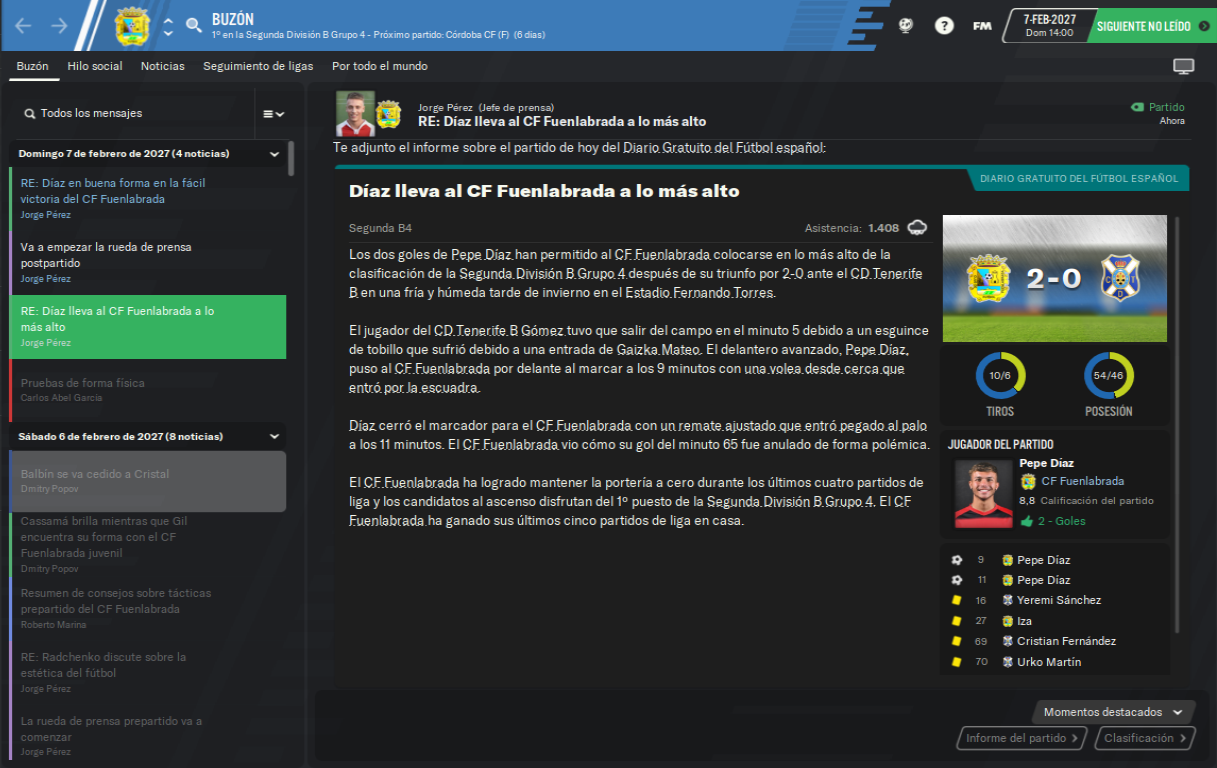 BUZÓN
1º en la Segunda División B Grupo 4 - Próximo partido: Córdoba CF (F) (6 días)
FM
7-FEB-2027
Dom 14:00
SIGUIENTE NO LEÍDO
Buzón
Hilo social
Noticias
Seguimiento de ligas
Por todo el mundo
Todos los mensajes
Domingo 7 de febrero de 2027 (4 noticias)
RE: Díaz en buena forma en la fácil
victoria del CF Fuenlabrada
Jorge Pérez
Va a empezar la rueda de prensa
postpartido
Jorge Pérez
RE: Díaz lleva al CF Fuenlabrada a lo
más alto
Jorge Pérez
Pruebas de forma física
Carlos Abel García
Sábado 6 de febrero de 2027 (8 noticias)
Balbín se va cedido a Cristal
Dmitry Popov
Cassamá brilla mientras que Gil
encuentra su forma con el CF
Fuenlabrada juvenil
Dmitry Popov
Resumen de consejos sobre tácticas
prepartido del CF Fuenlabrada
Roberto Marina
RE: Radchenko discute sobre la
estética del fútbol
Jorge Pérez
La rueda de prensa prepartido va a
comenzar
Jorge Pérez
Jorge Pérez (Jefe de prensa)
RE: Díaz lleva al CF Fuenlabrada a lo más alto
Partido
Ahora
Te adjunto el informe sobre el partido de hoy del Diario Gratuito del Fútbol español:
DIARIO GRATUITO DEL FÚTBOL ESPAÑOL
Díaz lleva al CF Fuenlabrada a lo más alto
Segunda B4
Asistencia: 1.408
Los dos goles de Pepe Díaz han permitido al CF Fuenlabrada colocarse en lo más alto de la
clasificación de la Segunda División B Grupo 4 después de su triunfo por 2-0 ante el CD Tenerife
B en una fría y húmeda tarde de invierno en el Estadio Fernando Torres.
El jugador del CD Tenerife B Gómez tuvo que salir del campo en el minuto 5 debido a un esguince
de tobillo que sufrió debido a una entrada de Gaizka Mateo. El delantero avanzado, Pepe Díaz,
puso al CF Fuenlabrada por delante al marcar a los 9 minutos con una volea desde cerca que
entró por la escuadra.
Díaz cerró el marcador para el CF Fuenlabrada con un remate ajustado que entró pegado al palo
a los 11 minutos. El CF Fuenlabrada vio cómo su gol del minuto 65 fue anulado de forma polémica.
El CF Fuenlabrada ha logrado mantener la portería a cero durante los últimos cuatro partidos de
liga y los candidatos al ascenso disfrutan del 1º puesto de la Segunda División B Grupo 4. El CF
Fuenlabrada ha ganado sus últimos cinco partidos de liga en casa.
2-0
10/6
54/46
TIROS
POSESIÓN
JUGADOR DEL PARTIDO
Pepe Díaz
CF Fuenlabrada
8,8 Calificación del partido
2 - Goles
9 Pepe Díaz
11 Pepe Díaz
16 Yeremi Sánchez
27 Iza
69 Cristian Fernández
70 Urko Martín
Momentos destacados
Informe del partido
Clasificación